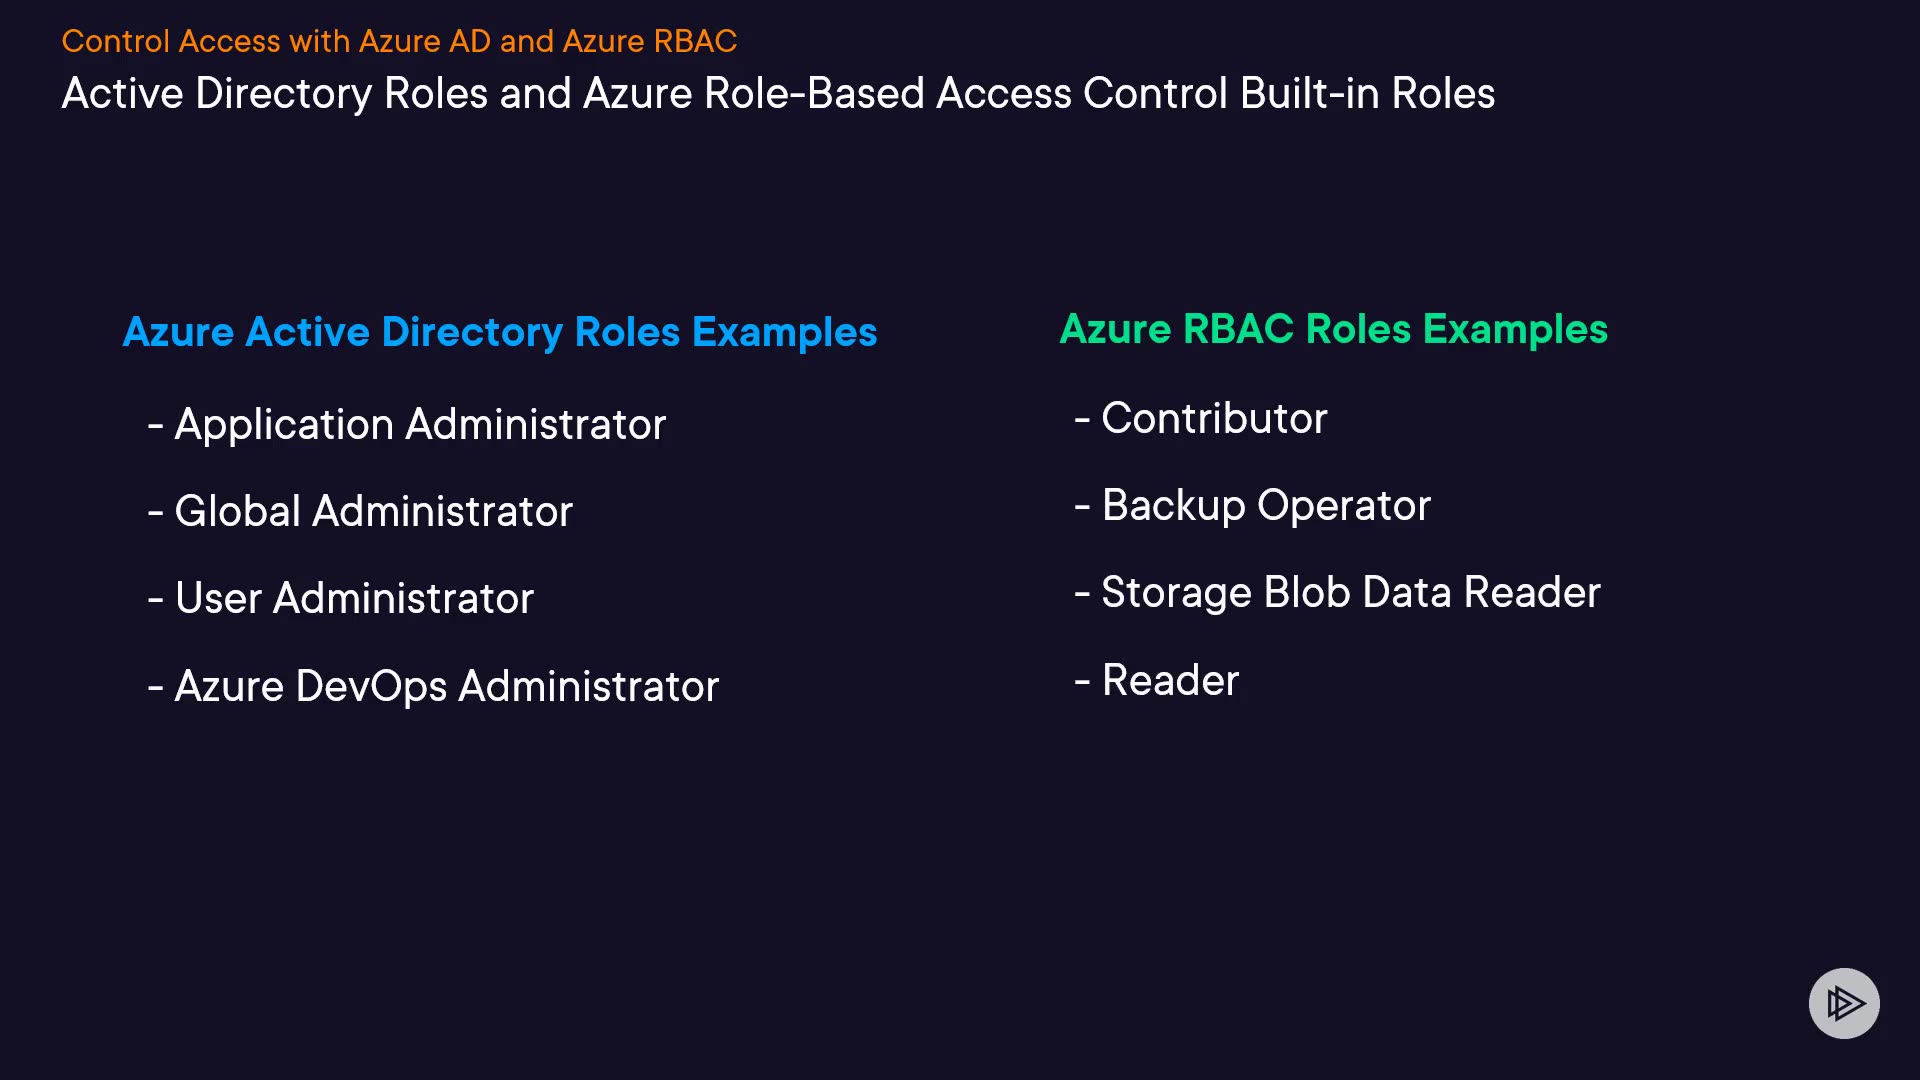 Control Access with Azure AD and Azure RBAC
Active Directory Roles and Azure Role-Based Access Control Built-in Roles
Azure Active Directory Roles Examples
- Application Administrator
- Global Administrator
- User Administrator
- Azure DevOps Administrator
Azure RBAC Roles Examples
- Contributor
- Backup Operator
- Storage Blob Data Reader
- Reader